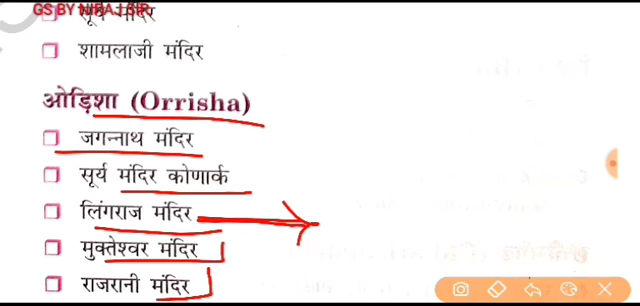 GS BY NIRAJ SIR
सूर्य मंदिर
शामलाजी मंदिर
ओड़िशा (Orrisha)
जगन्नाथ मंदिर
सूर्य मंदिर कोणार्क
लिंगराज मंदिर
मुक्तेश्वर मंदिर
राजरानी मंदिर